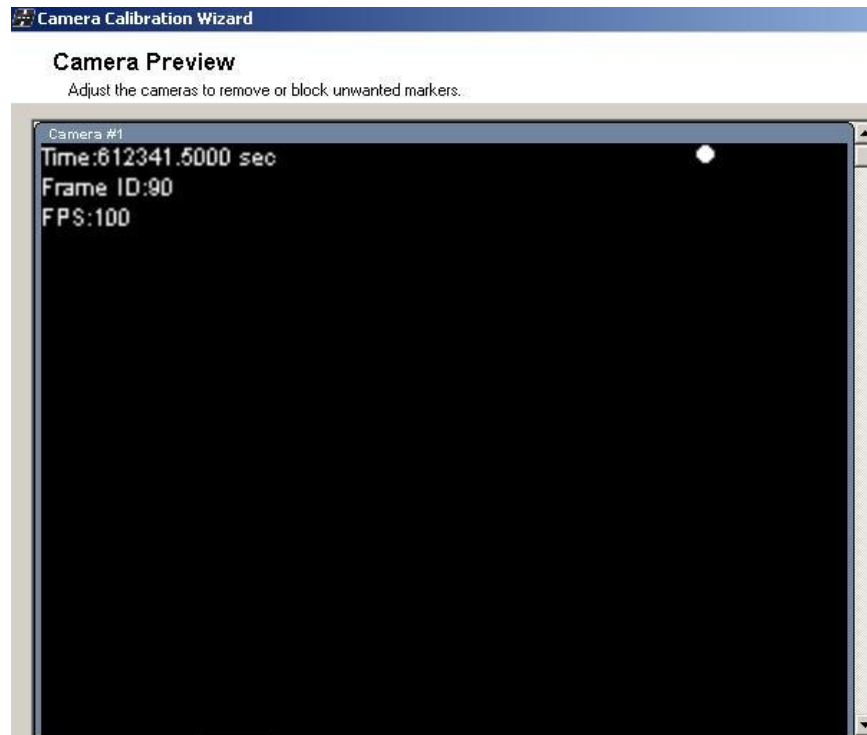 Camera Calibration Wizard
Camera Preview
Adjust the cameras to remove or block unwanted markers.
Camera #1
Time:612341.5000 sec
Frame ID:90
FPS:100